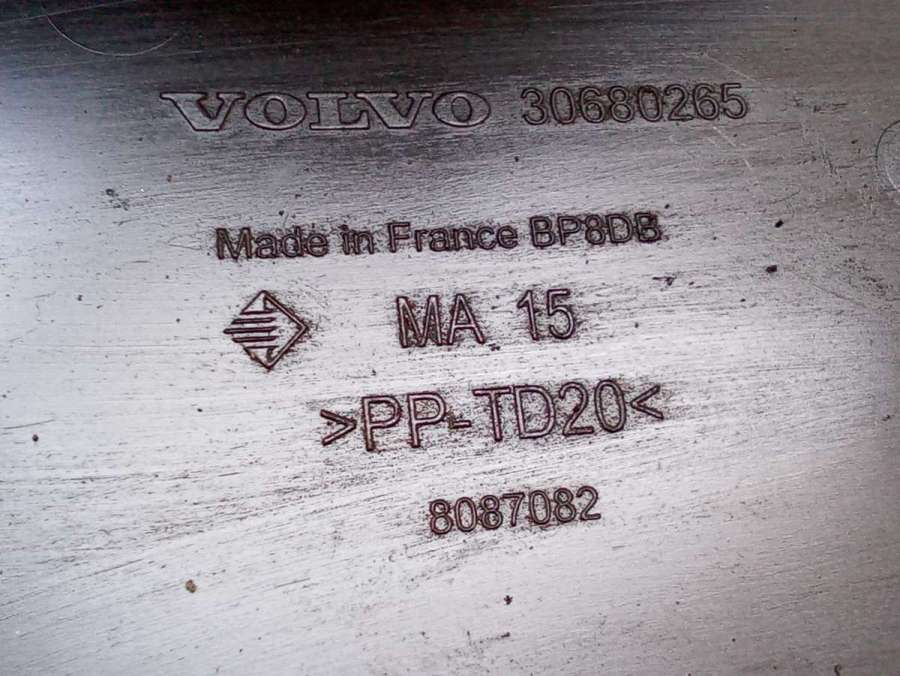 VOLVO 30680265
Made in France BP8DB
MA 15
>PP-TD20<
8087082